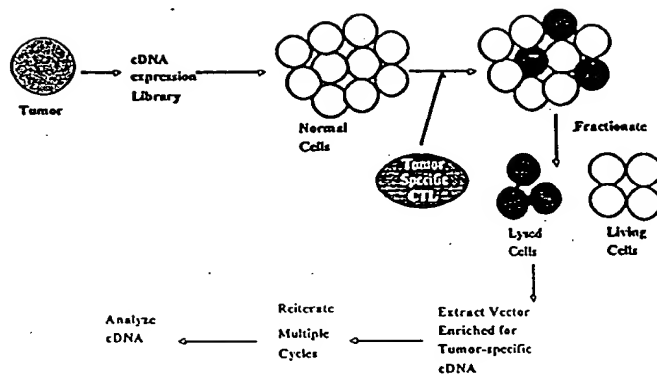 Tumor
cDNA
expression
Library
Normal
Cells
Tumor
Specific
CTL
Fractionate
Lysed
Cells
Living
Cells
Extract Vector
Enriched for
Tumor-specific
cDNA
Reiterate
Multiple
Cycles
Analyze
cDNA